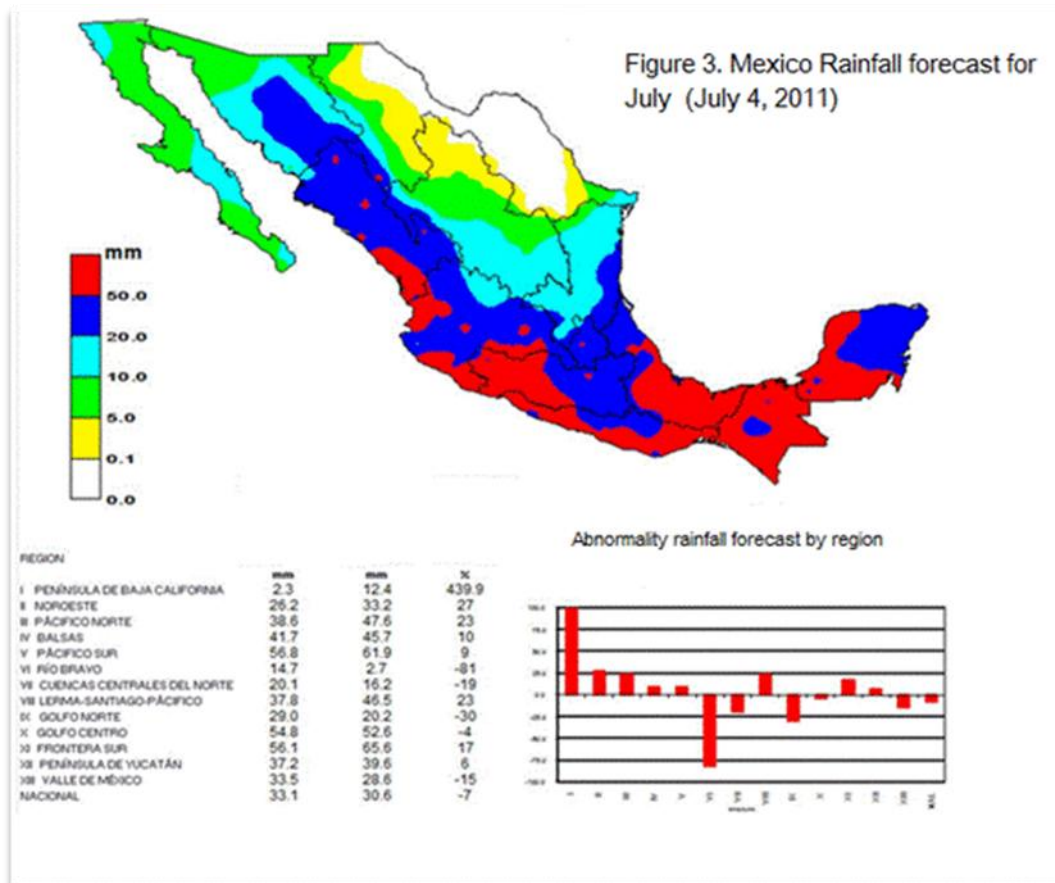 Figure 3. Mexico Rainfall forecast for
July (July 4, 2011)
mm
50.0
20.0
10.0
5.0
0.1
0.0
Abnormality rainfall forecast by region
REGION
mm mm %
I PENÍNSULA DE BAJA CALIFORNIA 2.3 12.4 439.9
II NOROESTE 26.2 33.2 27
III PÁCIFICO NORTE 38.6 47.6 23
IV BALSAS 41.7 45.7 10
V PÁCIFICO SUR 56.8 61.9 9
VI RÍO BRAVO 14.7 2.7 -81
VII CUENCAS CENTRALES DEL NORTE 20.1 16.2 -19
VIII LERMA-SANTIAGO-PÁCIFICO 37.8 46.5 23
IX GOLFO NORTE 29.0 20.2 -30
X GOLFO CENTRO 54.8 52.6 -4
XI FRONTERA SUR 56.1 65.6 17
XII PENÍNSULA DE YUCATÁN 37.2 39.6 6
XIII VALLE DE MÉXICO 33.5 28.6 -15
NACIONAL 33.1 30.6 -7